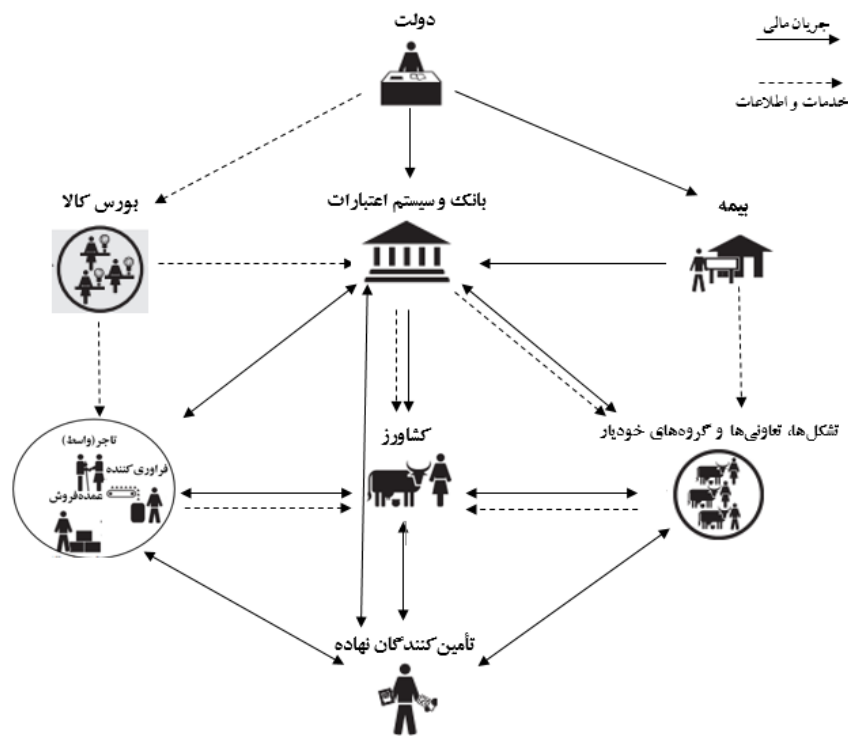 دولت
جریان مالی
خدمات و اطلاعات
بیمه
بانک و سیستم اعتبارات
بورس کالا
تشکل‌ها، تعاونی‌ها و گروه‌های خودیار
کشاورز
تاجر(واسط)
فراوری کننده
عمده‌فروش
تأمین‌کنندگان نهاده